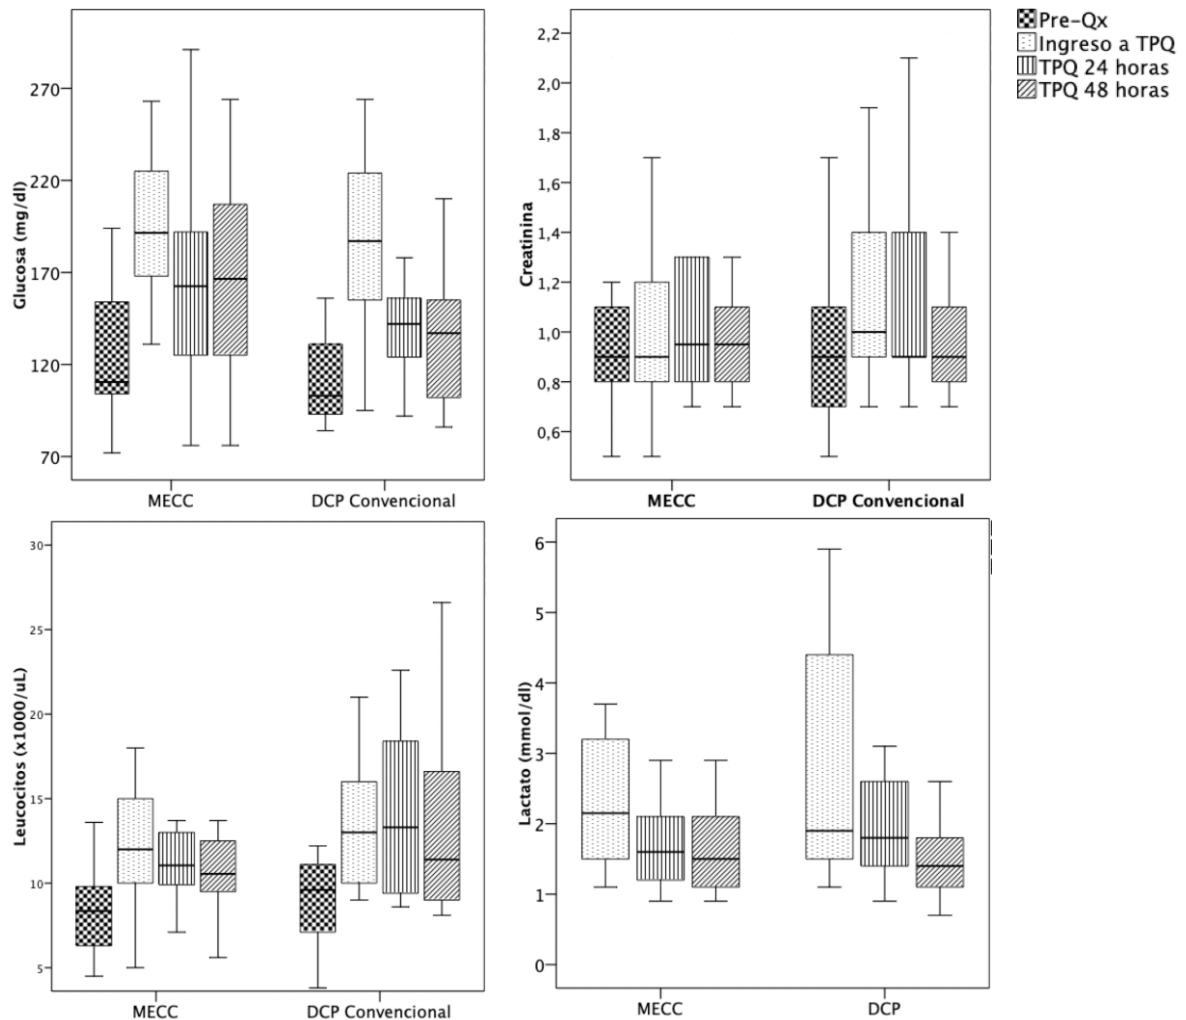 Glucosa (mg/dl)
270
220
170
120
70
MECC
DCP Convencional
Creatinina
2,2
2,0
1,8
1,6
1,4
1,2
1,0
0,8
0,6
MECC
DCP Convencional
Pre-Qx
Ingreso a TPQ
TPQ 24 horas
TPQ 48 horas
Leucocitos (x1000/uL)
30
25
20
15
10
5
MECC
DCP Convencional
Lactato (mmol/dl)
6
5
4
3
2
1
0
MECC
DCP